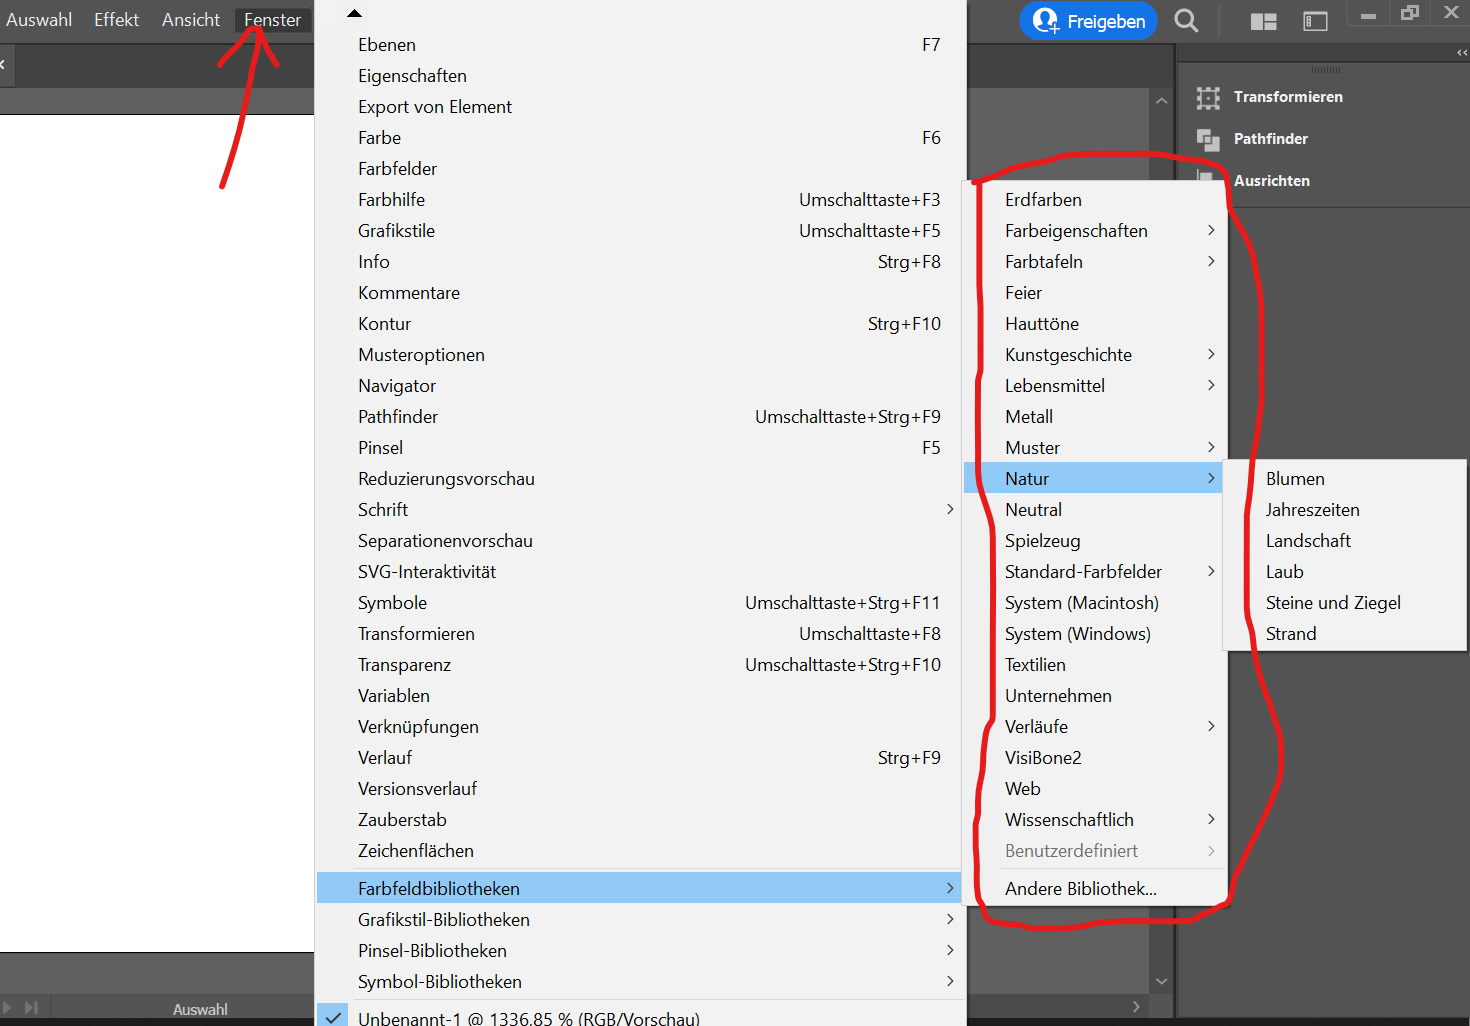 Auswahl Effekt Ansicht Fenster
Freigeben
Ebenen F7
Eigenschaften
Export von Element
Farbe F6
Farbfelder
Farbhilfe Umschalttaste+F3
Grafikstile Umschalttaste+F5
Info Strg+F8
Kommentare
Kontur Strg+F10
Musteroptionen
Navigator
Pathfinder Umschalttaste+Strg+F9
Pinsel F5
Reduzierungsvorschau
Schrift
Separationenvorschau
SVG-Interaktivität
Symbole Umschalttaste+Strg+F11
Transformieren Umschalttaste+F8
Transparenz Umschalttaste+Strg+F10
Variablen
Verknüpfungen
Verlauf Strg+F9
Versionsverlauf
Zauberstab
Zeichenflächen
Farbfeldbibliotheken
Grafikstil-Bibliotheken
Pinsel-Bibliotheken
Symbol-Bibliotheken
Unbenannt-1 @ 1336,85 % (RGB/Vorschau)
Erdfarben
Farbeigenschaften
Farbtafeln
Feier
Hauttöne
Kunstgeschichte
Lebensmittel
Metall
Muster
Natur
Neutral
Spielzeug
Standard-Farbfelder
System (Macintosh)
System (Windows)
Textilien
Unternehmen
Verläufe
VisiBone2
Web
Wissenschaftlich
Benutzerdefiniert
Andere Bibliothek...
Blumen
Jahreszeiten
Landschaft
Laub
Steine und Ziegel
Strand
Transformieren
Pathfinder
Ausrichten
Auswahl